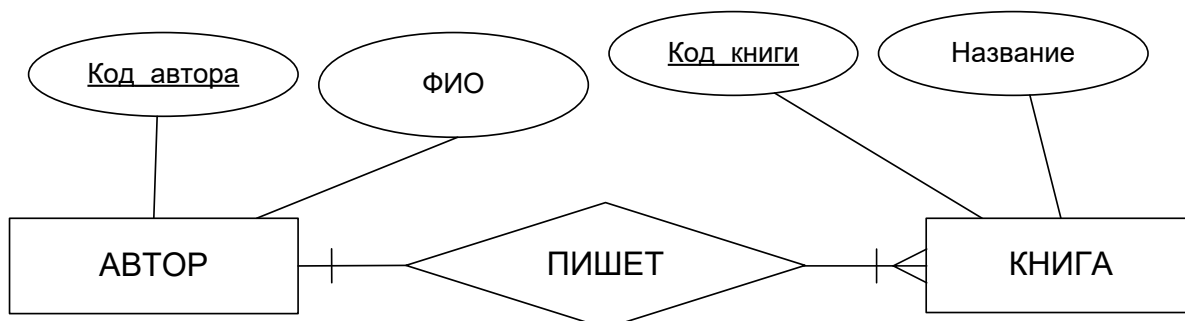 Код_автора
ФИО
Код_книги
Название
АВТОР
ПИШЕТ
КНИГА